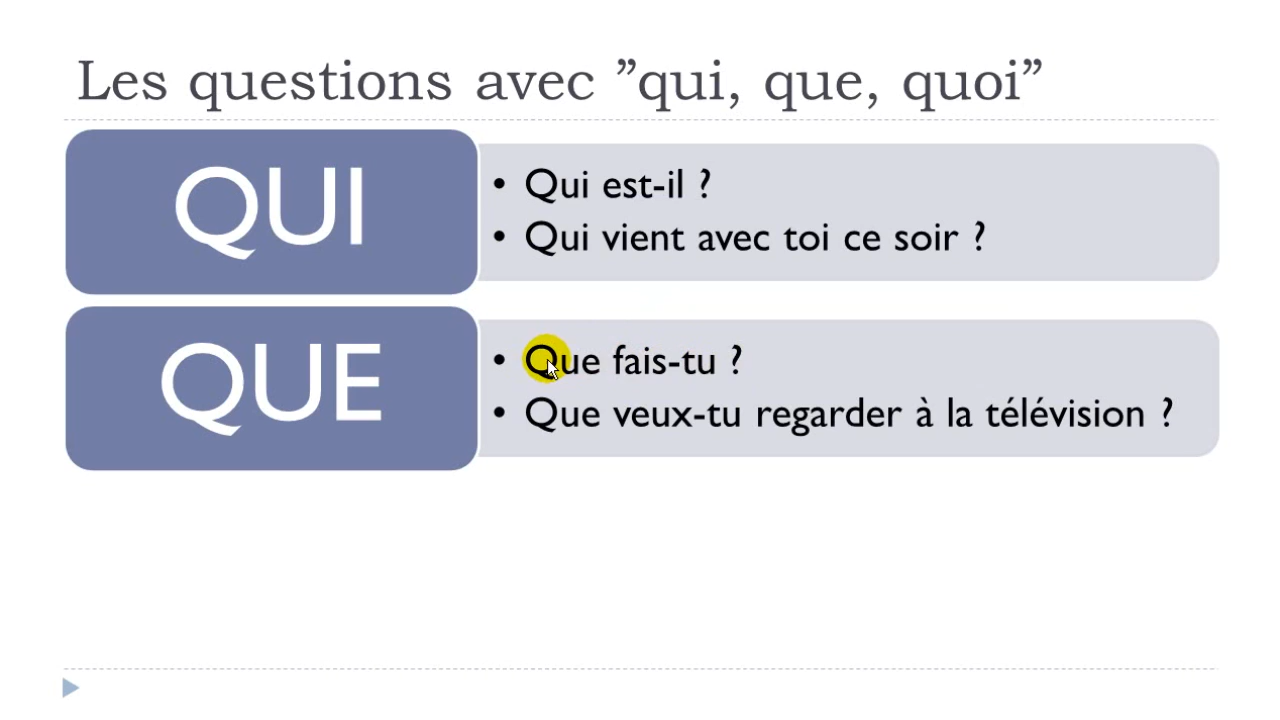 Les questions avec ”qui, que, quoi”
QUI
• Qui est-il ?
• Qui vient avec toi ce soir ?
QUE
• Que fais-tu ?
• Que veux-tu regarder à la télévision ?